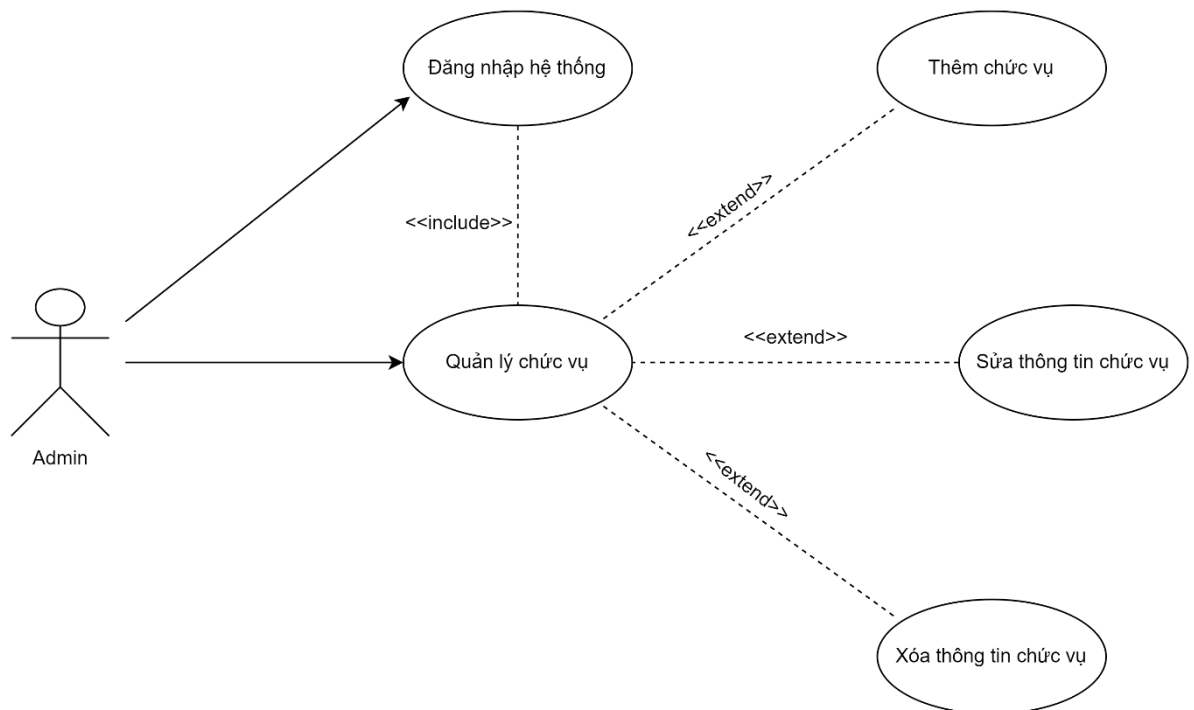 Đăng nhập hệ thống
Thêm chức vụ
<<extend>>
<<include>>
<<extend>>
Quản lý chức vụ
Sửa thông tin chức vụ
Admin
<<extend>>
Xóa thông tin chức vụ